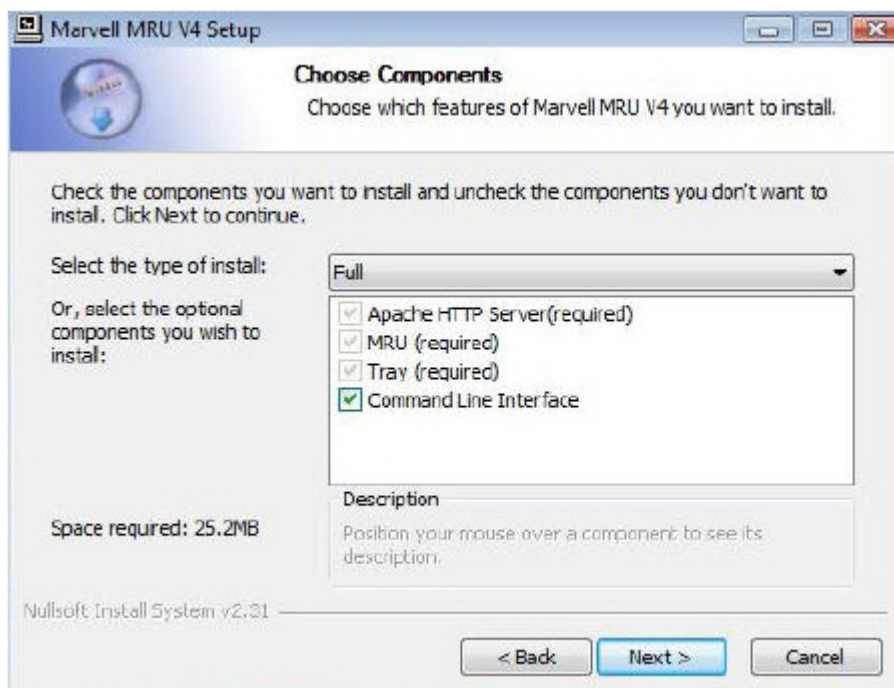 Marvell MRU V4 Setup
Choose Components
Choose which features of Marvell MRU V4 you want to install.
Check the components you want to install and uncheck the components you don't want to
install. Click Next to continue.
Select the type of install:
Full
Or, select the optional
components you wish to
install:
Apache HTTP Server(required)
MRU (required)
Tray (required)
Command Line Interface
Space required: 25.2MB
Description
Position your mouse over a component to see its
description.
Nullsoft Install System v2.31
< Back
Next >
Cancel